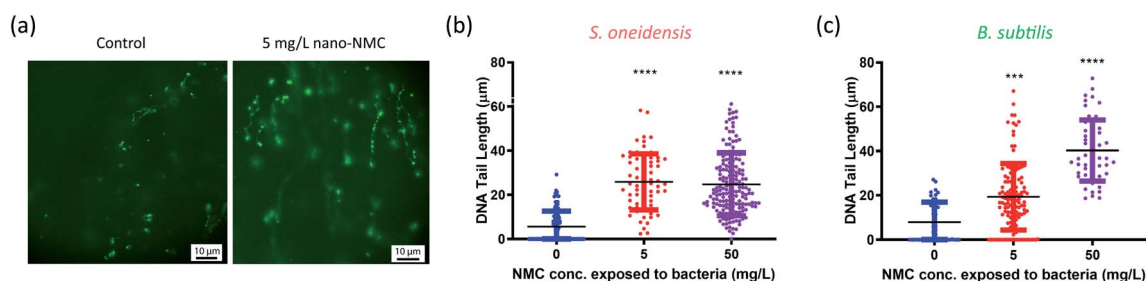 (a)
Control
5 mg/L nano-NMC
10 μm
10 μm
(b)
S. oneidensis
DNA Tail Length (μm)
80
60
40
20
0
****
****
0
5
50
NMC conc. exposed to bacteria (mg/L)
(c)
B. subtilis
DNA Tail Length (μm)
80
60
40
20
0
***
****
0
5
50
NMC conc. exposed to bacteria (mg/L)